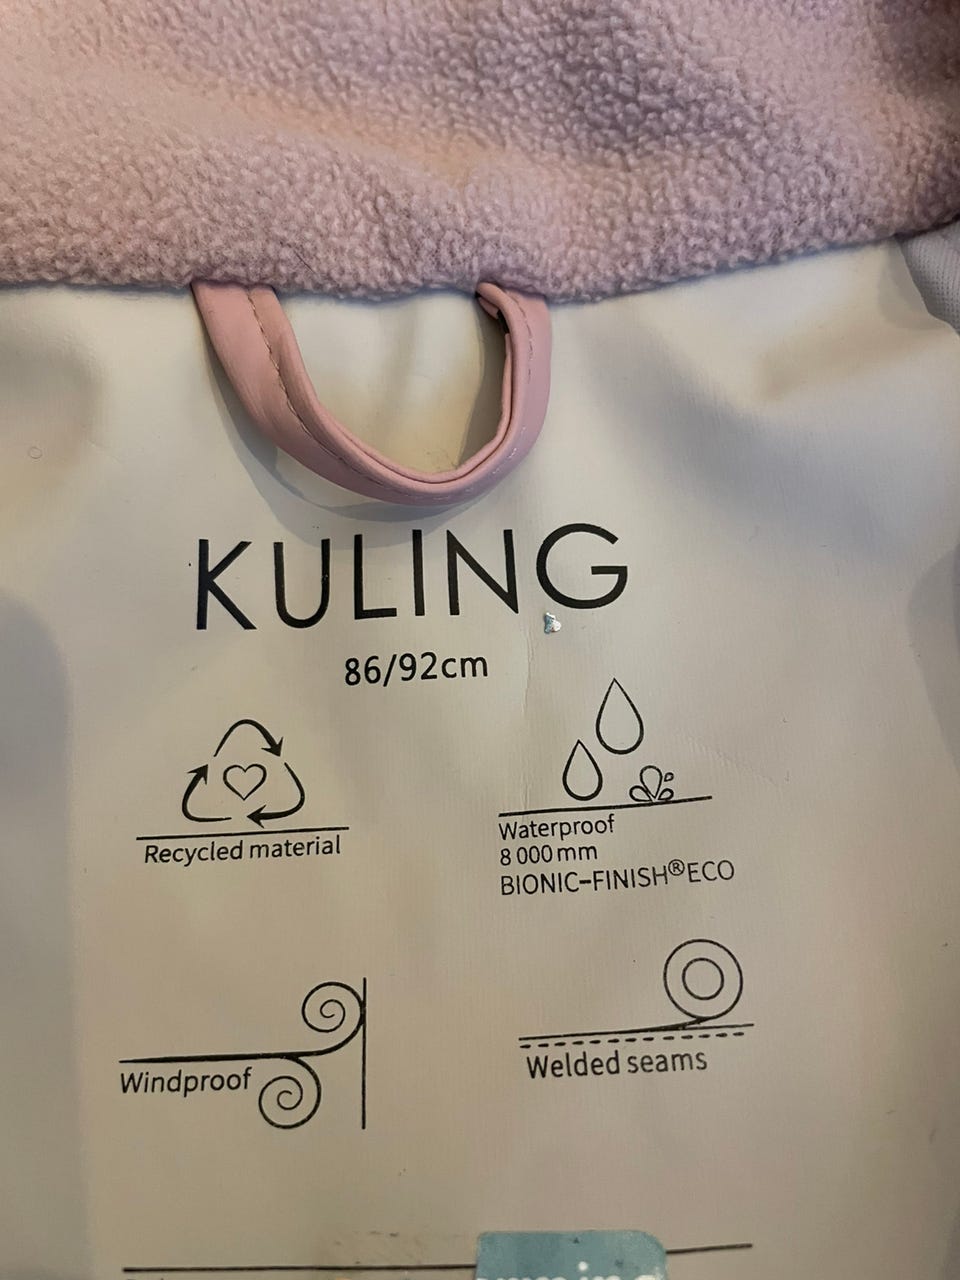 KULING
86/92cm
Recycled material
Waterproof
8 000 mm
BIONIC-FINISH®ECO
Windproof
Welded seams